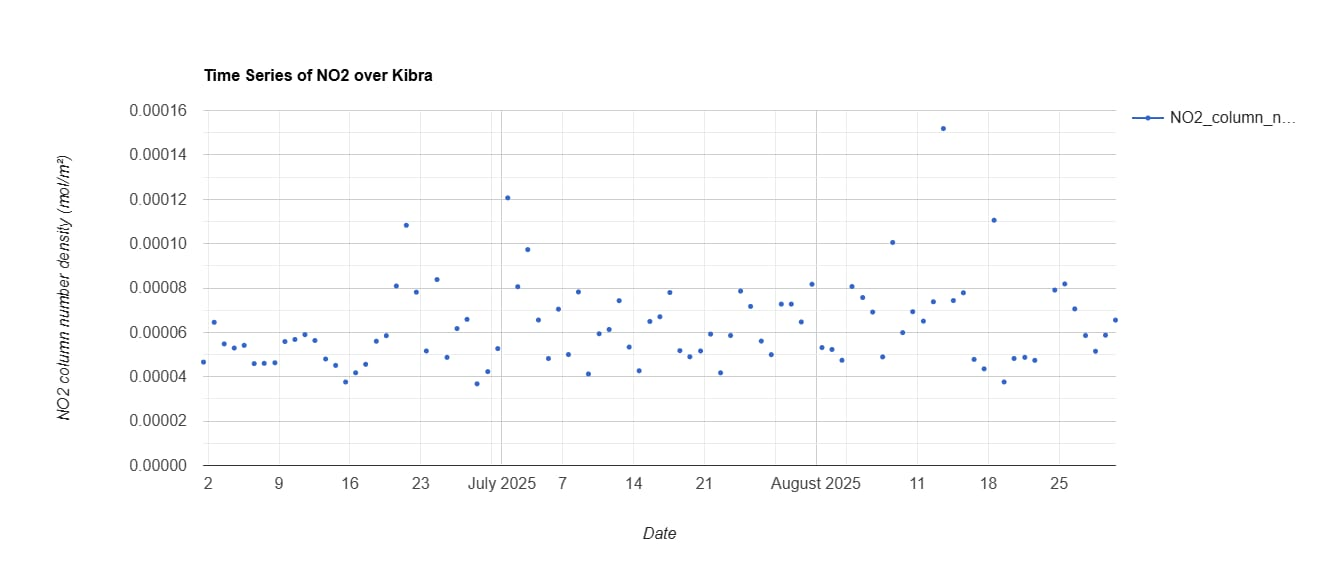 Time Series of NO2 over Kibra
0.00016
NO2_column_n...
0.00014
0.00012
0.00010
0.00008
0.00006
0.00004
0.00002
0.00000
NO2 column number density (mol/m²)
2 9 16 23 July 2025 7 14 21 August 2025 11 18 25
Date